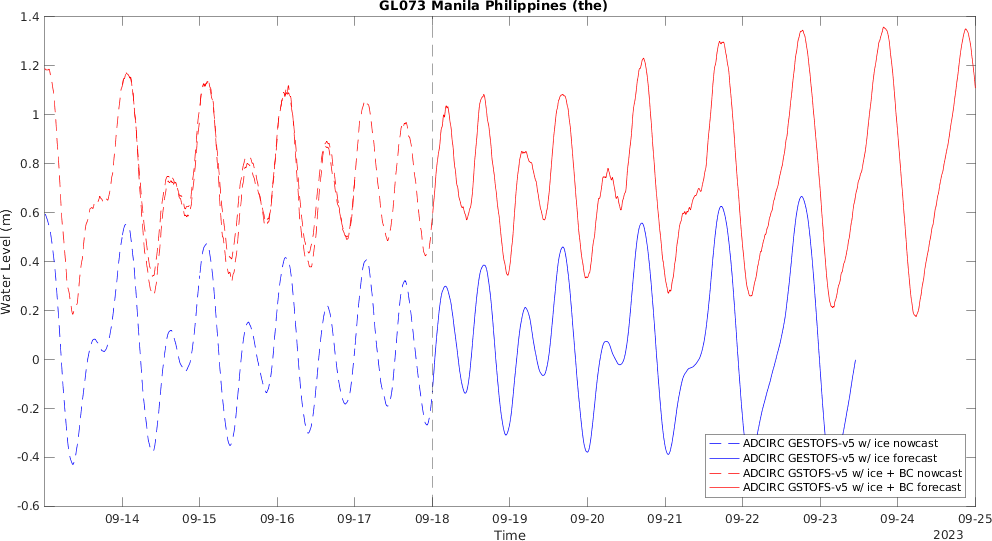 GL073 Manila Philippines (the)
1.4
1.2
1
0.8
0.6
0.4
0.2
0
-0.2
-0.4
-0.6
Water Level (m)
ADCIRC GESTOFS-v5 w/ ice nowcast
ADCIRC GESTOFS-v5 w/ ice forecast
ADCIRC GSTOFS-v5 w/ ice + BC nowcast
ADCIRC GSTOFS-v5 w/ ice + BC forecast
09-14 09-15 09-16 09-17 09-18 09-19 09-20 09-21 09-22 09-23 09-24 09-25
Time
2023